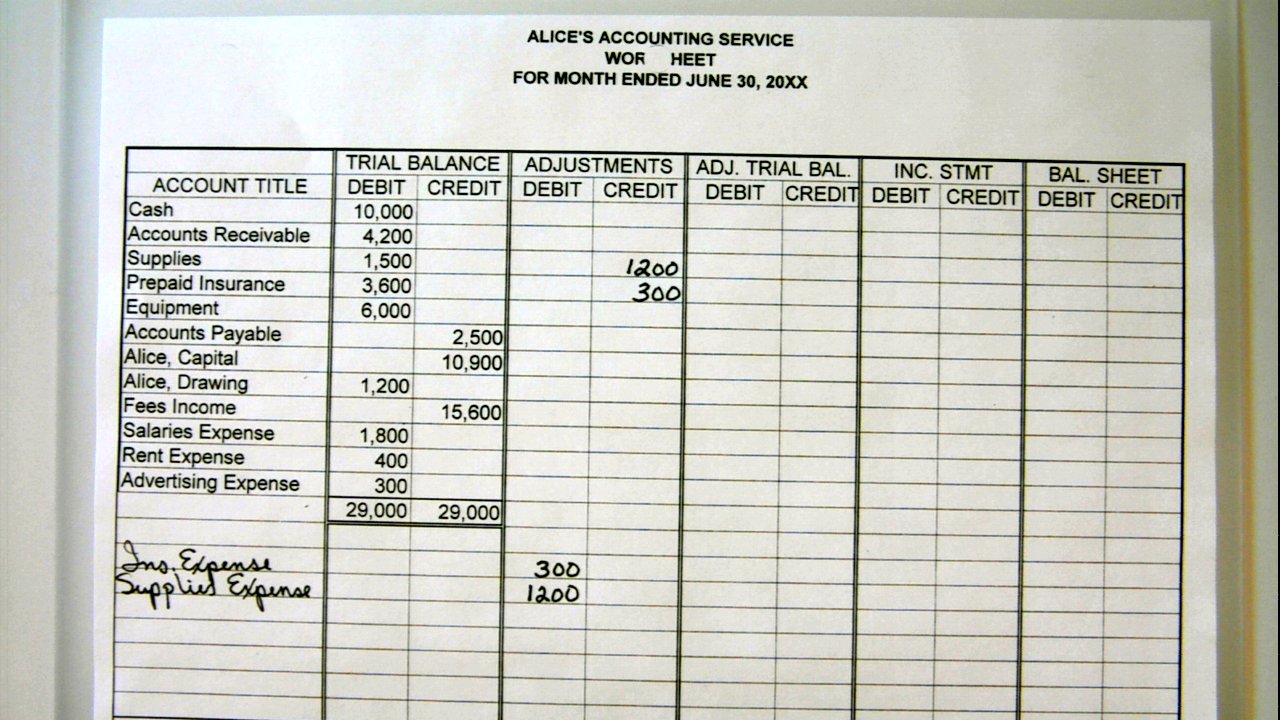 ALICE'S ACCOUNTING SERVICE
WOR HEET
FOR MONTH ENDED JUNE 30, 20XX
TRIAL BALANCE ADJUSTMENTS ADJ. TRIAL BAL. INC. STMT BAL. SHEET
ACCOUNT TITLE DEBIT CREDIT DEBIT CREDIT DEBIT CREDIT DEBIT CREDIT DEBIT CREDIT
Cash 10,000
Accounts Receivable 4,200
Supplies 1,500 1200
Prepaid Insurance 3,600 300
Equipment 6,000
Accounts Payable 2,500
Alice, Capital 10,900
Alice, Drawing 1,200
Fees Income 15,600
Salaries Expense 1,800
Rent Expense 400
Advertising Expense 300
29,000 29,000
Ins. Expense 300
Supplies Expense 1200